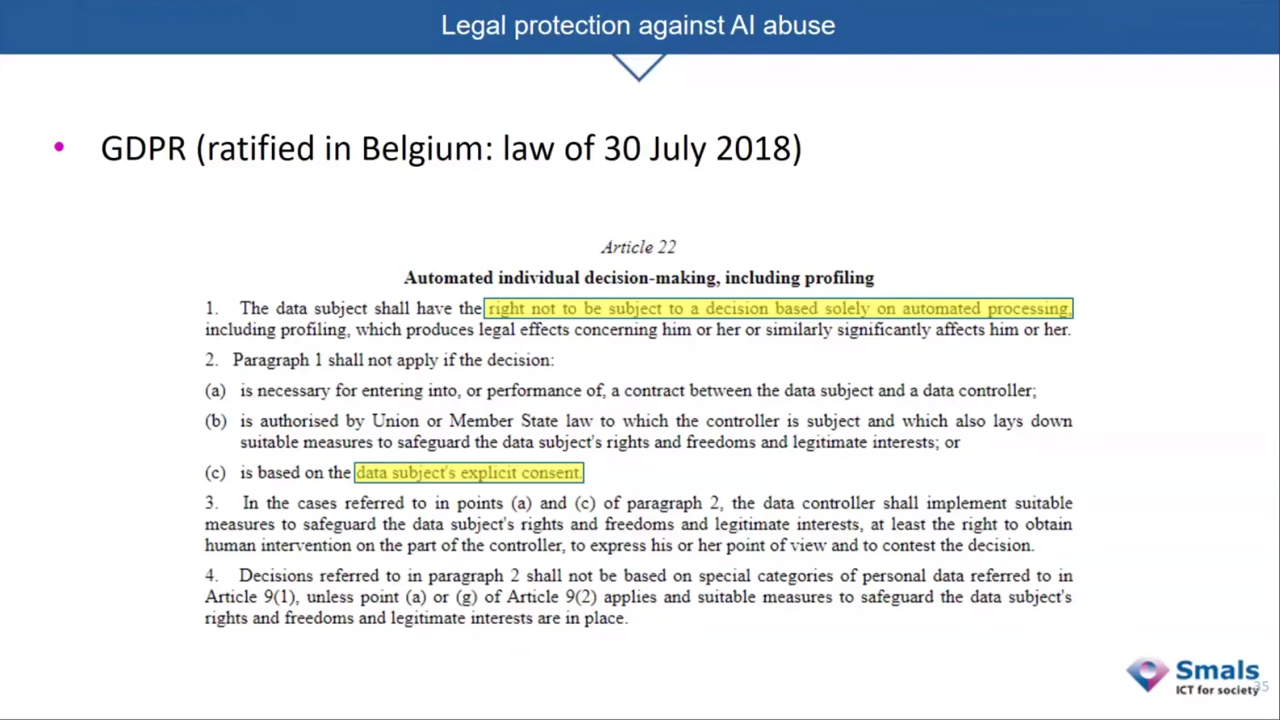 Legal protection against AI abuse
• GDPR (ratified in Belgium: law of 30 July 2018)
Article 22
Automated individual decision-making, including profiling
1. The data subject shall have the right not to be subject to a decision based solely on automated processing,
including profiling, which produces legal effects concerning him or her or similarly significantly affects him or her.
2. Paragraph 1 shall not apply if the decision:
(a) is necessary for entering into, or performance of, a contract between the data subject and a data controller;
(b) is authorised by Union or Member State law to which the controller is subject and which also lays down
suitable measures to safeguard the data subject's rights and freedoms and legitimate interests; or
(c) is based on the data subject's explicit consent.
3. In the cases referred to in points (a) and (c) of paragraph 2, the data controller shall implement suitable
measures to safeguard the data subject's rights and freedoms and legitimate interests, at least the right to obtain
human intervention on the part of the controller, to express his or her point of view and to contest the decision.
4. Decisions referred to in paragraph 2 shall not be based on special categories of personal data referred to in
Article 9(1), unless point (a) or (g) of Article 9(2) applies and suitable measures to safeguard the data subject's
rights and freedoms and legitimate interests are in place.
Smals
ICT for society
35